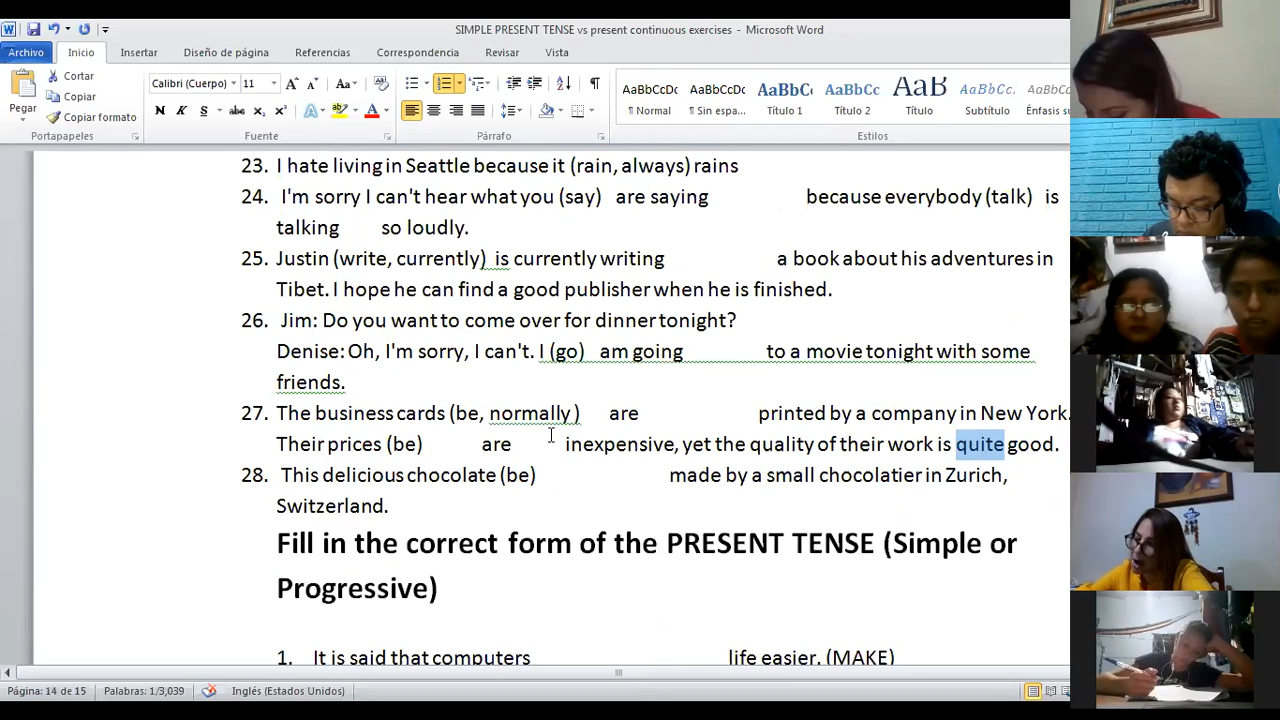 SIMPLE PRESENT TENSE vs present continuous exercises - Microsoft Word
Archivo Inicio Insertar Diseño de página Referencias Correspondencia Revisar Vista
Pegar
Cortar
Copiar
Copiar formato
Portapapeles
Calibri (Cuerpo) 11
Fuente
Párrafo
AaBbCcDc AaBbCcDc AaBbC AaBbCc AaB AaBbCc. AaBbCcD
¶ Normal ¶ Sin espa... Título 1 Título 2 Título Subtítulo Énfasis su
Estilos
23. I hate living in Seattle because it (rain, always) rains
24. I'm sorry I can't hear what you (say) are saying because everybody (talk) is
talking so loudly.
25. Justin (write, currently) is currently writing a book about his adventures in
Tibet. I hope he can find a good publisher when he is finished.
26. Jim: Do you want to come over for dinner tonight?
Denise: Oh, I'm sorry, I can't. I (go) am going to a movie tonight with some
friends.
27. The business cards (be, normally ) are printed by a company in New York.
Their prices (be) are inexpensive, yet the quality of their work is quite good.
28. This delicious chocolate (be) made by a small chocolatier in Zurich,
Switzerland.
Fill in the correct form of the PRESENT TENSE (Simple or
Progressive)
1. It is said that computers life easier. (MAKE)
Página: 14 de 15 Palabras: 1/3,039 Inglés (Estados Unidos)